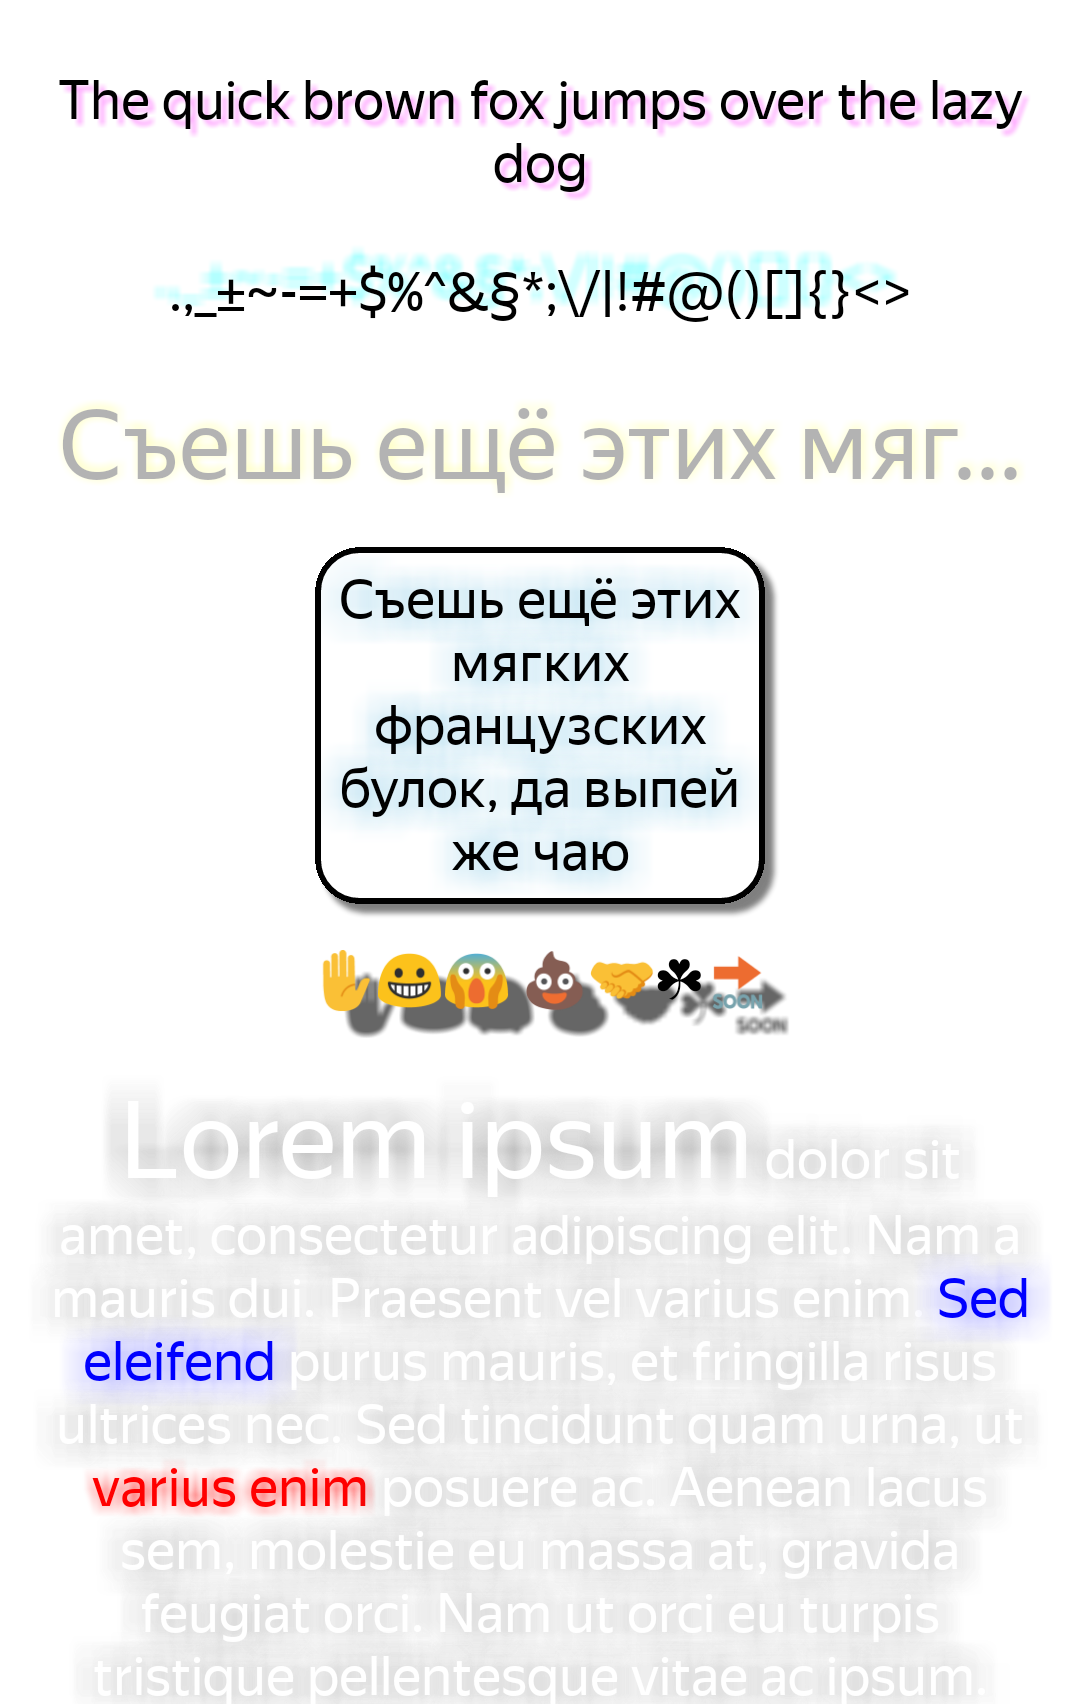 The quick brown fox jumps over the lazy
dog
.,_±~-=+$%^&§*;\/|!#@()[]{}<>
Съешь ещё этих мяг...
Съешь ещё этих
мягких
французских
булок, да выпей
же чаю
✋😀😱💩🤝☘🔜
Lorem ipsum dolor sit
amet, consectetur adipiscing elit. Nam a
mauris dui. Praesent vel varius enim. Sed
eleifend purus mauris, et fringilla risus
ultrices nec. Sed tincidunt quam urna, ut
varius enim posuere ac. Aenean lacus
sem, molestie eu massa at, gravida
feugiat orci. Nam ut orci eu turpis
tristique pellentesque vitae ac ipsum.